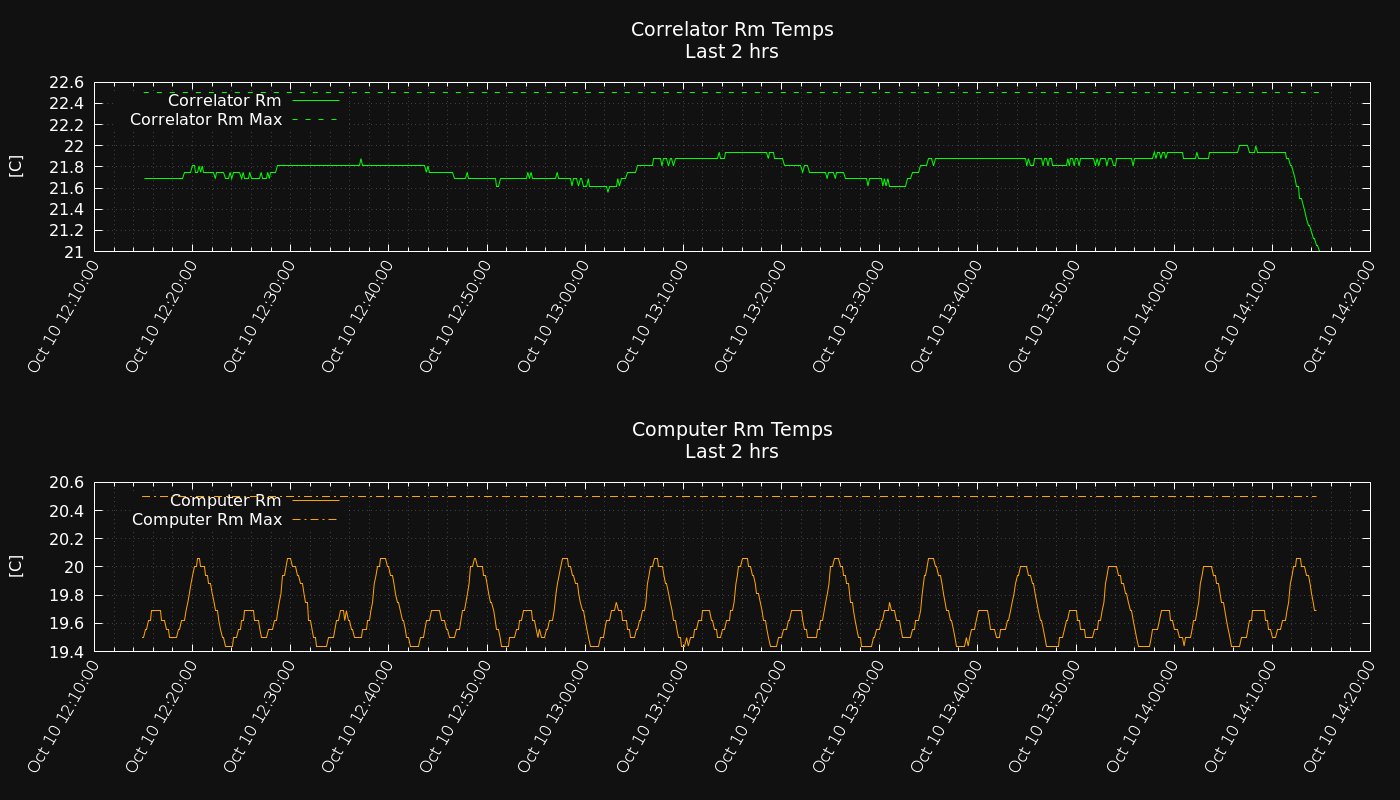 Correlator Rm Temps
Last 2 hrs
22.6
22.4
22.2
22
21.8
21.6
21.4
21.2
21
[C]
Correlator Rm
Correlator Rm Max
Oct 10 12:10:00
Oct 10 12:20:00
Oct 10 12:30:00
Oct 10 12:40:00
Oct 10 12:50:00
Oct 10 13:00:00
Oct 10 13:10:00
Oct 10 13:20:00
Oct 10 13:30:00
Oct 10 13:40:00
Oct 10 13:50:00
Oct 10 14:00:00
Oct 10 14:10:00
Oct 10 14:20:00
Computer Rm Temps
Last 2 hrs
20.6
20.4
20.2
20
19.8
19.6
19.4
[C]
Computer Rm
Computer Rm Max
Oct 10 12:10:00
Oct 10 12:20:00
Oct 10 12:30:00
Oct 10 12:40:00
Oct 10 12:50:00
Oct 10 13:00:00
Oct 10 13:10:00
Oct 10 13:20:00
Oct 10 13:30:00
Oct 10 13:40:00
Oct 10 13:50:00
Oct 10 14:00:00
Oct 10 14:10:00
Oct 10 14:20:00